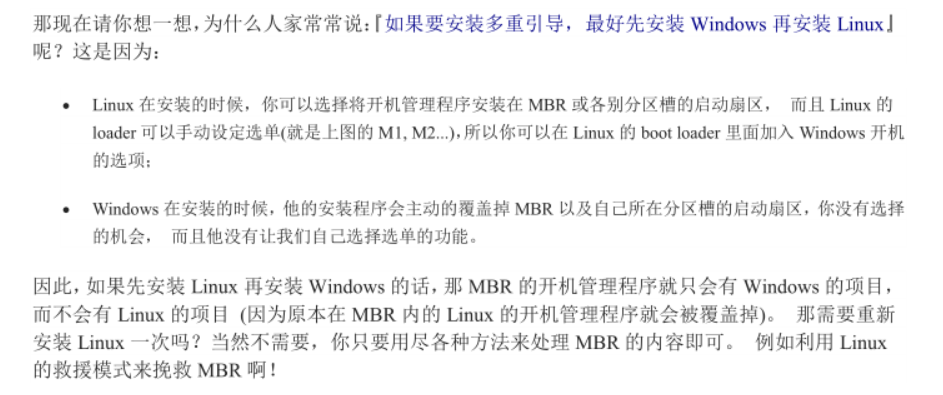 那现在请你想一想,为什么人家常常说:『如果要安装多重引导，最好先安装 Windows 再安装 Linux』
呢？这是因为:
• Linux 在安装的时候，你可以选择将开机管理程序安装在 MBR 或各别分区槽的启动扇区， 而且 Linux 的
loader 可以手动设定选单(就是上图的 M1, M2...),所以你可以在 Linux 的 boot loader 里面加入 Windows 开机
的选项;
• Windows 在安装的时候，他的安装程序会主动的覆盖掉 MBR 以及自己所在分区槽的启动扇区，你没有选择
的机会， 而且他没有让我们自己选择选单的功能。
因此，如果先安装 Linux 再安装 Windows 的话，那 MBR 的开机管理程序就只会有 Windows 的项目，
而不会有 Linux 的项目 (因为原本在 MBR 内的 Linux 的开机管理程序就会被覆盖掉)。 那需要重新
安装 Linux 一次吗？当然不需要，你只要用尽各种方法来处理 MBR 的内容即可。 例如利用 Linux
的救援模式来挽救 MBR 啊！